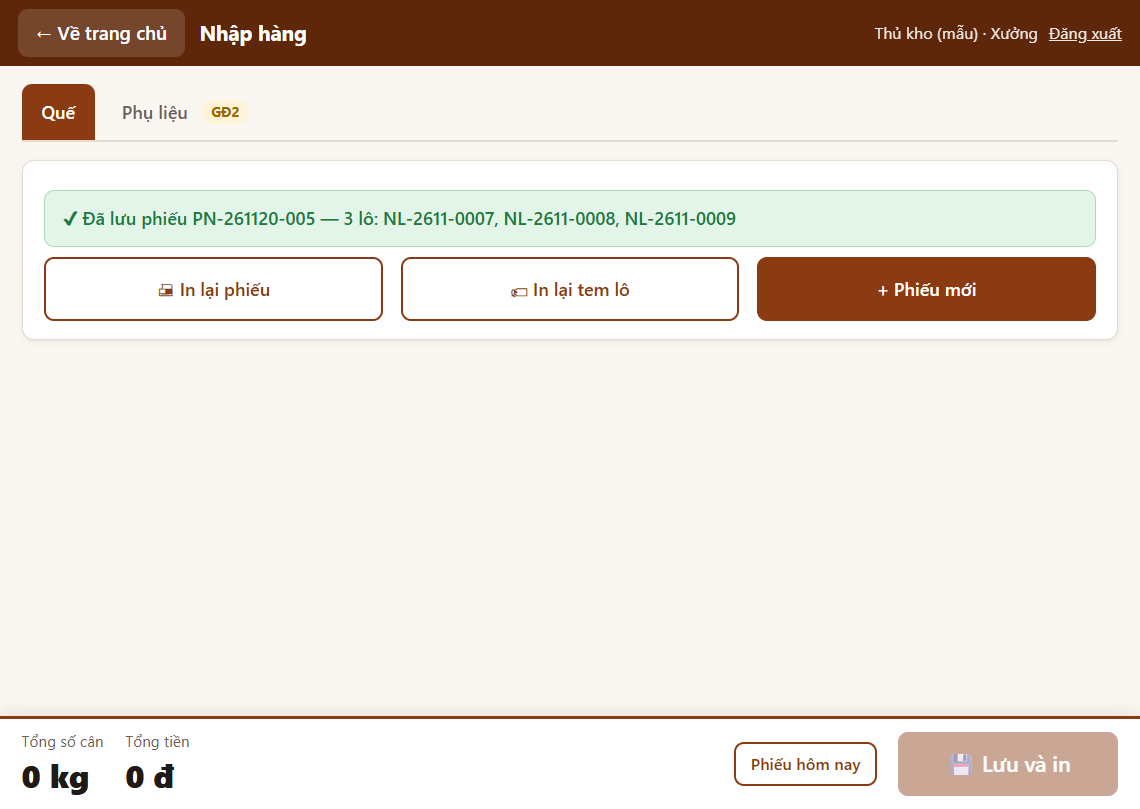 ← Về trang chủ Nhập hàng Thủ kho (mẫu) · Xưởng Đăng xuất
Quế Phụ liệu GĐ2
✔ Đã lưu phiếu PN-261120-005 — 3 lô: NL-2611-0007, NL-2611-0008, NL-2611-0009
In lại phiếu In lại tem lô + Phiếu mới
Tổng số cân Tổng tiền
0 kg 0 đ
Phiếu hôm nay Lưu và in